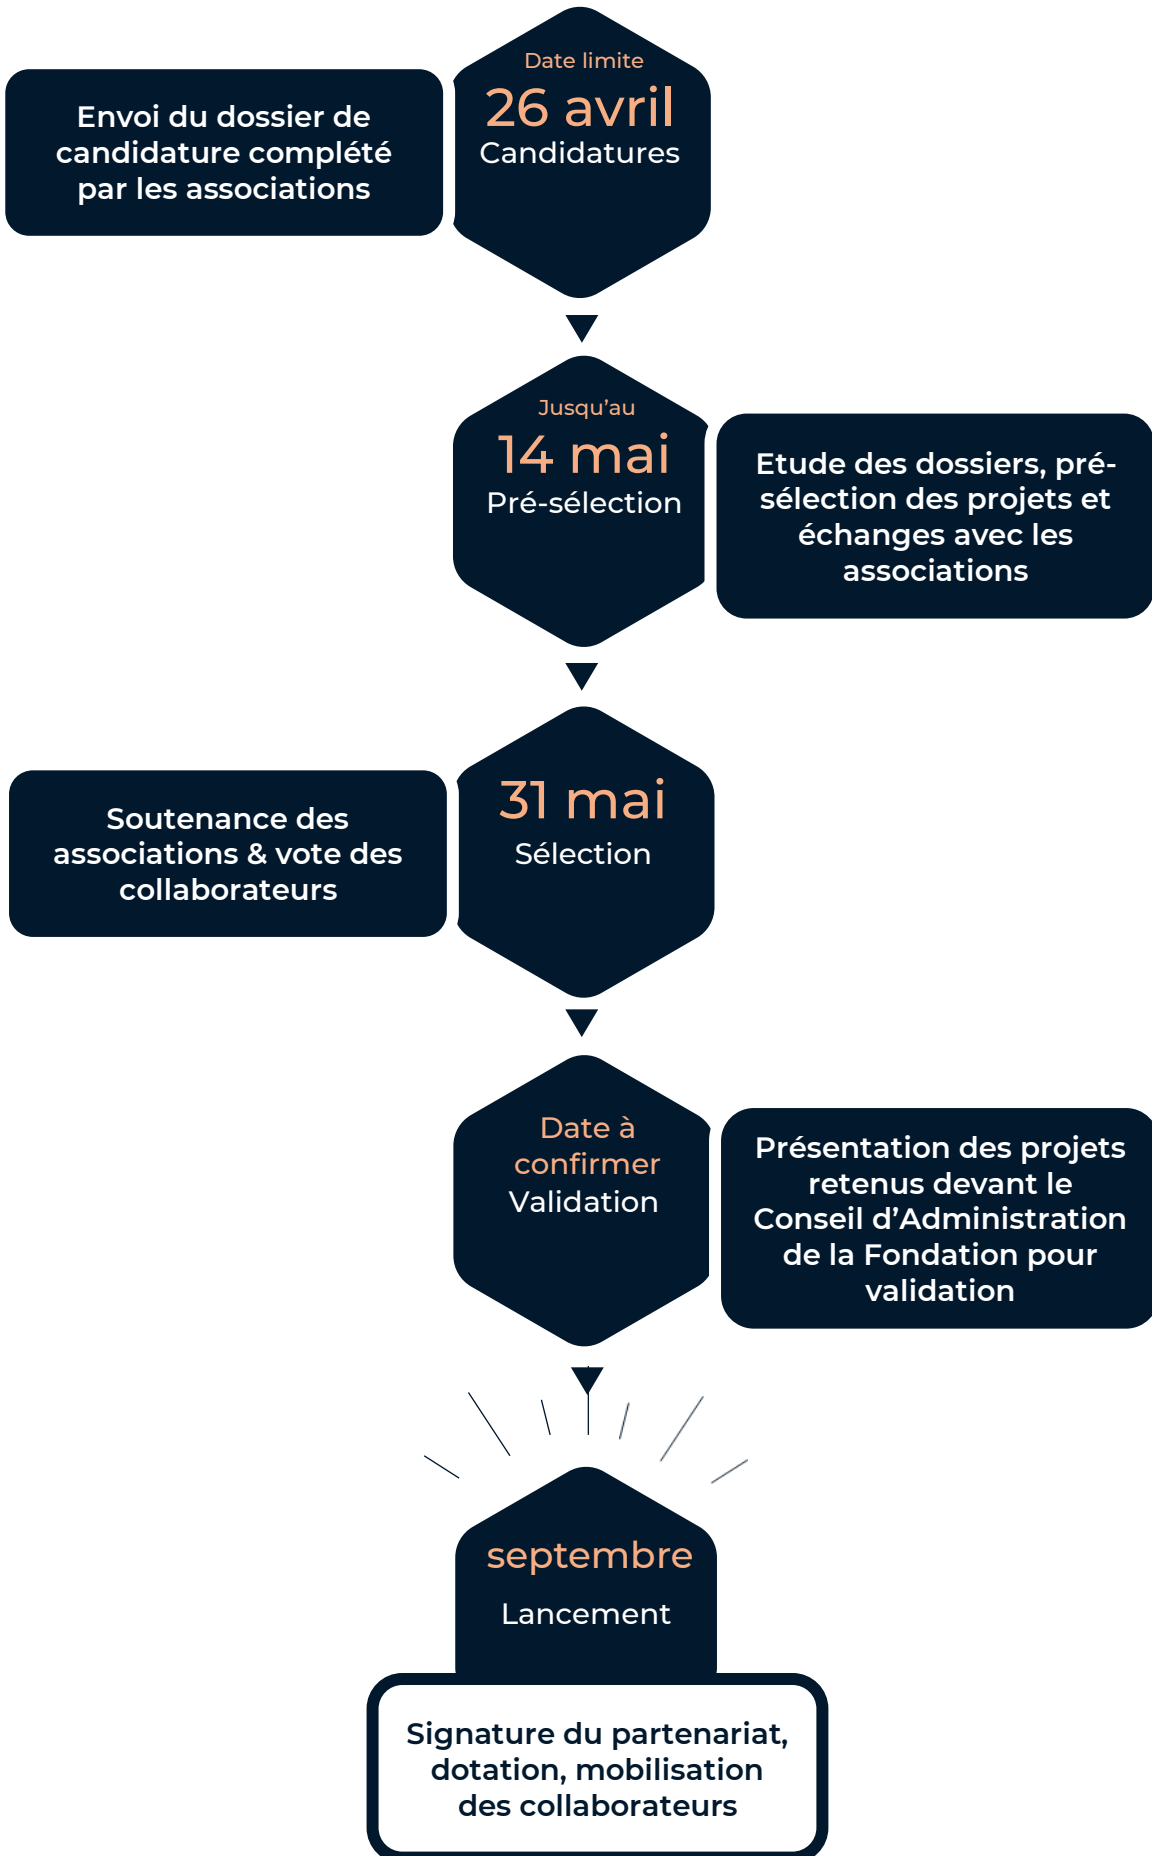 Date limite
26 avril
Candidatures
Envoi du dossier de
candidature complété
par les associations
Jusqu'au
14 mai
Pré-sélection
Etude des dossiers, pré-
sélection des projets et
échanges avec les
associations
31 mai
Sélection
Soutenance des
associations & vote des
collaborateurs
Date à
confirmer
Validation
Présentation des projets
retenus devant le
Conseil d'Administration
de la Fondation pour
validation
septembre
Lancement
Signature du partenariat,
dotation, mobilisation
des collaborateurs